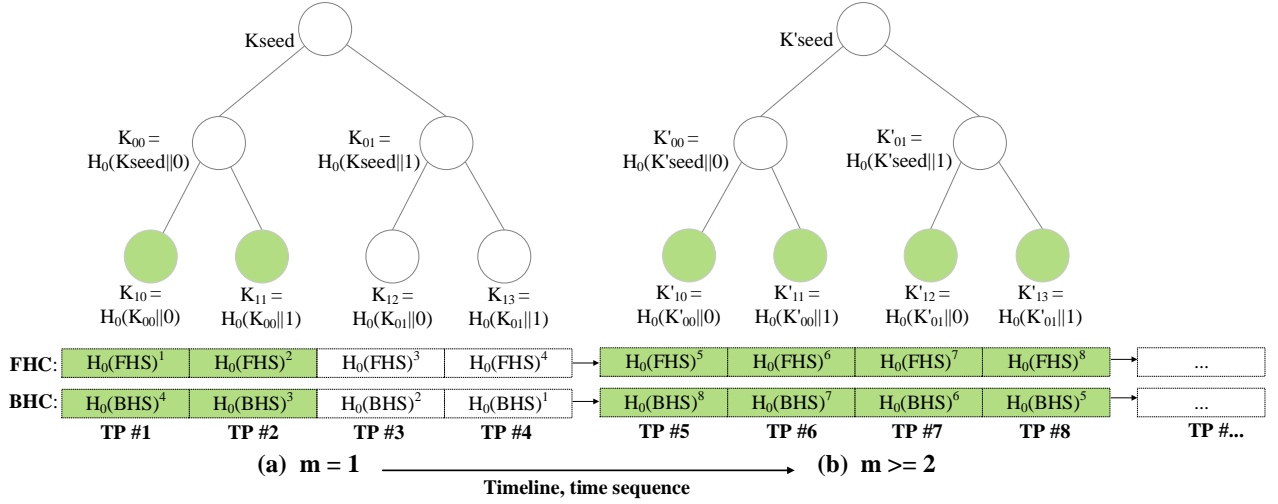 Kseed
K'seed
K₀₀ =
H₀(Kseed||0)
K₀₁ =
H₀(Kseed||1)
K'₀₀ =
H₀(K'seed||0)
K'₀₁ =
H₀(K'seed||1)
K₁₀ =
H₀(K₀₀||0)
K₁₁ =
H₀(K₀₀||1)
K₁₂ =
H₀(K₀₁||0)
K₁₃ =
H₀(K₀₁||1)
K'₁₀ =
H₀(K'₀₀||0)
K'₁₁ =
H₀(K'₀₀||1)
K'₁₂ =
H₀(K'₀₁||0)
K'₁₃ =
H₀(K'₀₁||1)
FHC: H₀(FHS)¹ H₀(FHS)² H₀(FHS)³ H₀(FHS)⁴ H₀(FHS)⁵ H₀(FHS)⁶ H₀(FHS)⁷ H₀(FHS)⁸ ...
BHC: H₀(BHS)⁴ H₀(BHS)³ H₀(BHS)² H₀(BHS)¹ H₀(BHS)⁸ H₀(BHS)⁷ H₀(BHS)⁶ H₀(BHS)⁵ ...
TP #1 TP #2 TP #3 TP #4 TP #5 TP #6 TP #7 TP #8 TP #...
(a) m = 1 (b) m >= 2
Timeline, time sequence